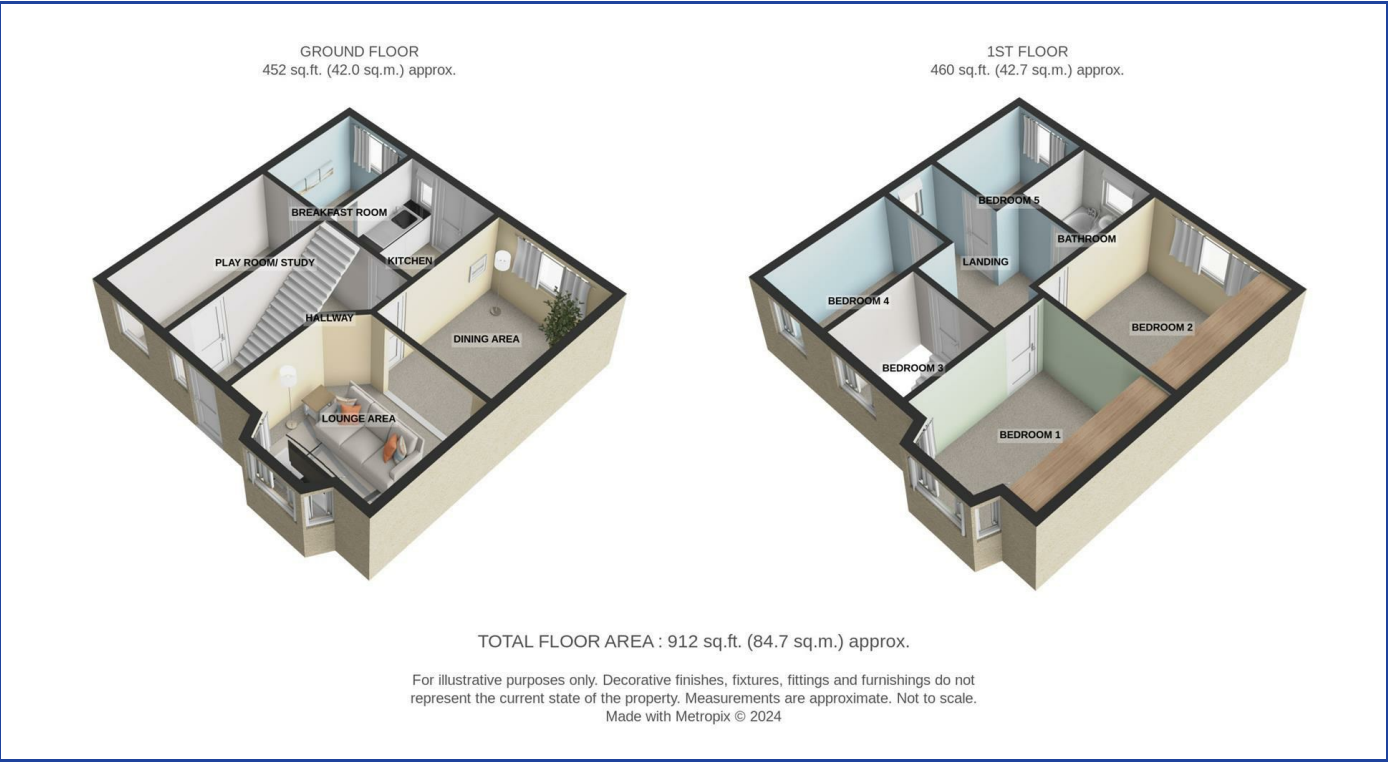 GROUND FLOOR
452 sq.ft. (42.0 sq.m.) approx.
BREAKFAST ROOM
PLAY ROOM/ STUDY
KITCHEN
HALLWAY
DINING AREA
LOUNGE AREA
1ST FLOOR
460 sq.ft. (42.7 sq.m.) approx.
BEDROOM 5
BATHROOM
LANDING
BEDROOM 4
BEDROOM 2
BEDROOM 3
BEDROOM 1
TOTAL FLOOR AREA : 912 sq.ft. (84.7 sq.m.) approx.
For illustrative purposes only. Decorative finishes, fixtures, fittings and furnishings do not
represent the current state of the property. Measurements are approximate. Not to scale.
Made with Metropix © 2024